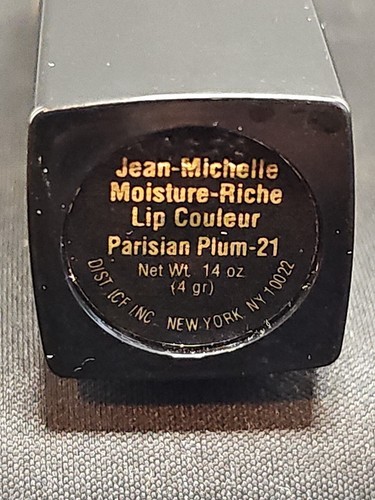 Jean-Michelle
Moisture-Riche
Lip Couleur
Parisian Plum-21
Net Wt. 14 oz
(4 gr)
DIST. ICF INC. NEW YORK, NY 10022